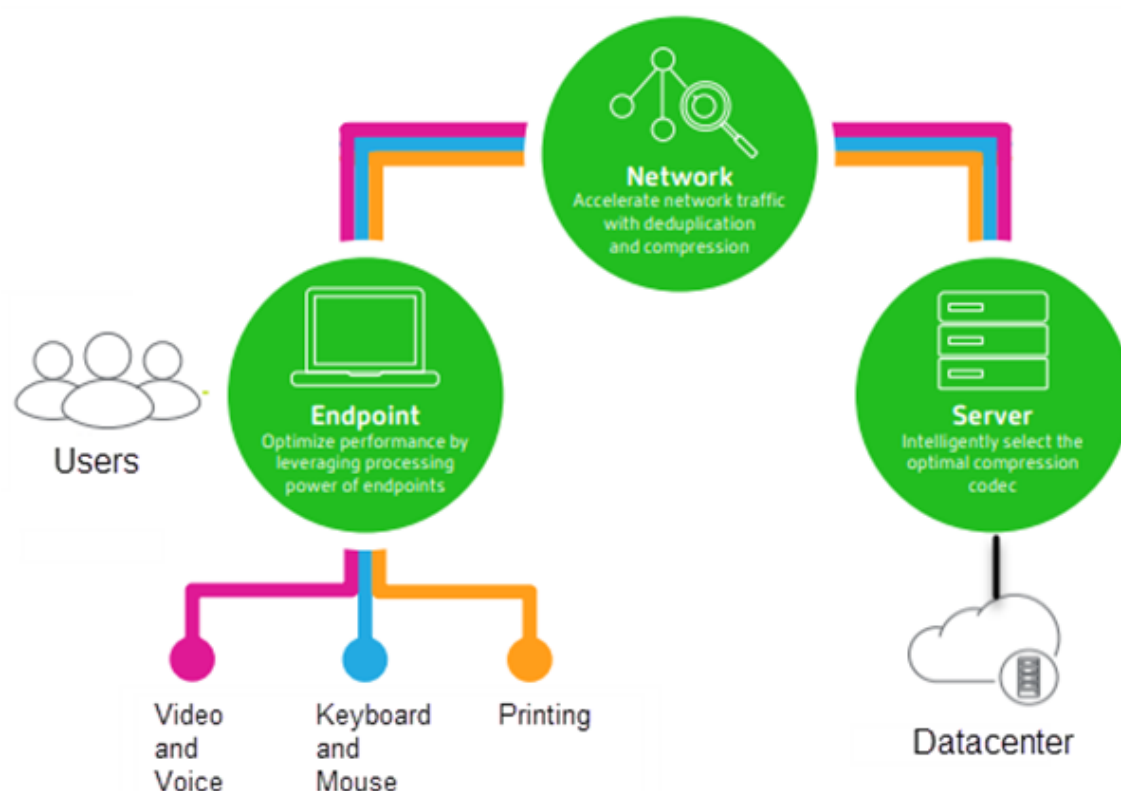 Network
Accelerate network traffic
with deduplication
and compression
Endpoint
Optimize performance by
leveraging processing
power of endpoints
Server
Intelligently select the
optimal compression
codec
Users
Video
and
Voice
Keyboard
and
Mouse
Printing
Datacenter